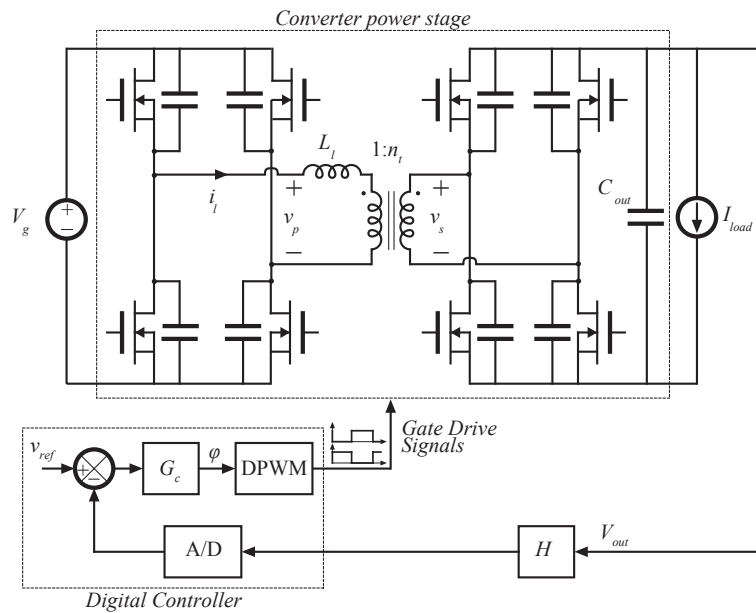 Converter power stage
L_l
1:n_t
i_l
+
v_p
−
+
v_s
−
V_g
+
−
C_out
I_load
Gate Drive
Signals
v_ref
+
−
G_c
φ
DPWM
A/D
H
V_out
Digital Controller